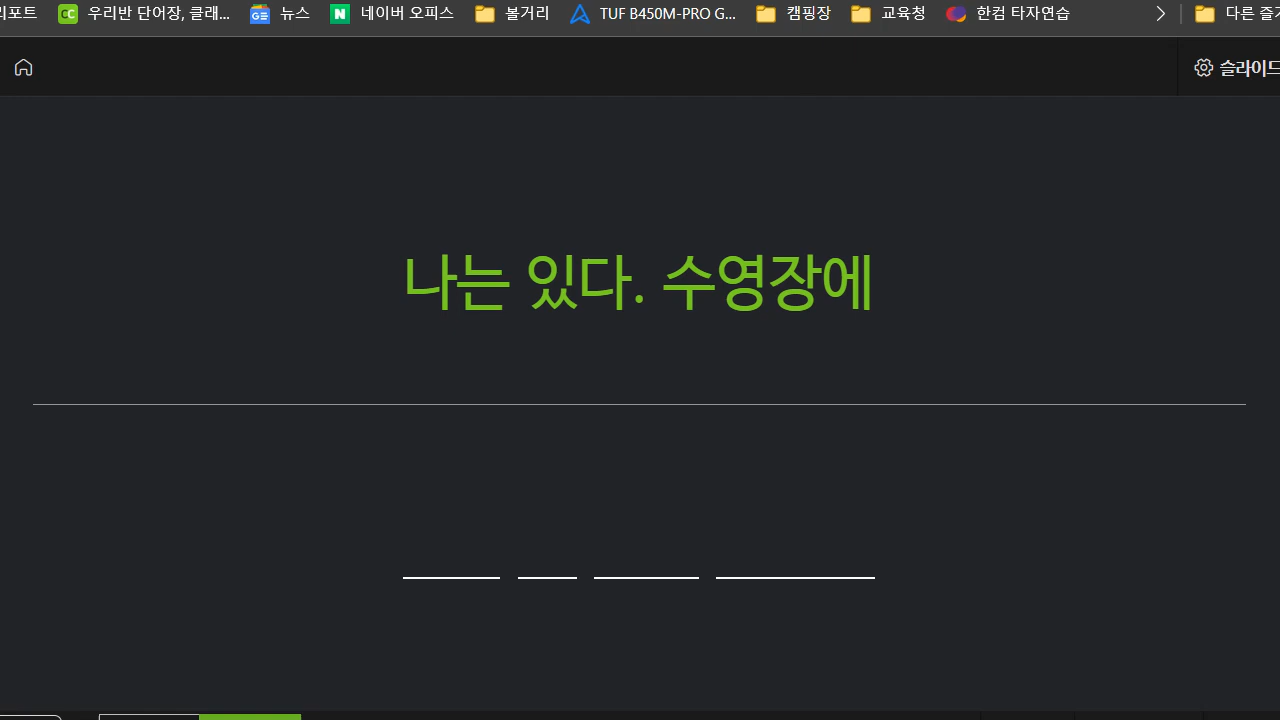 리포트 우리반 단어장, 클래... 뉴스 네이버 오피스 볼거리 TUF B450M-PRO G... 캠핑장 교육청 한컴 타자연습 다른 즐겨
슬라이드
나는 있다. 수영장에